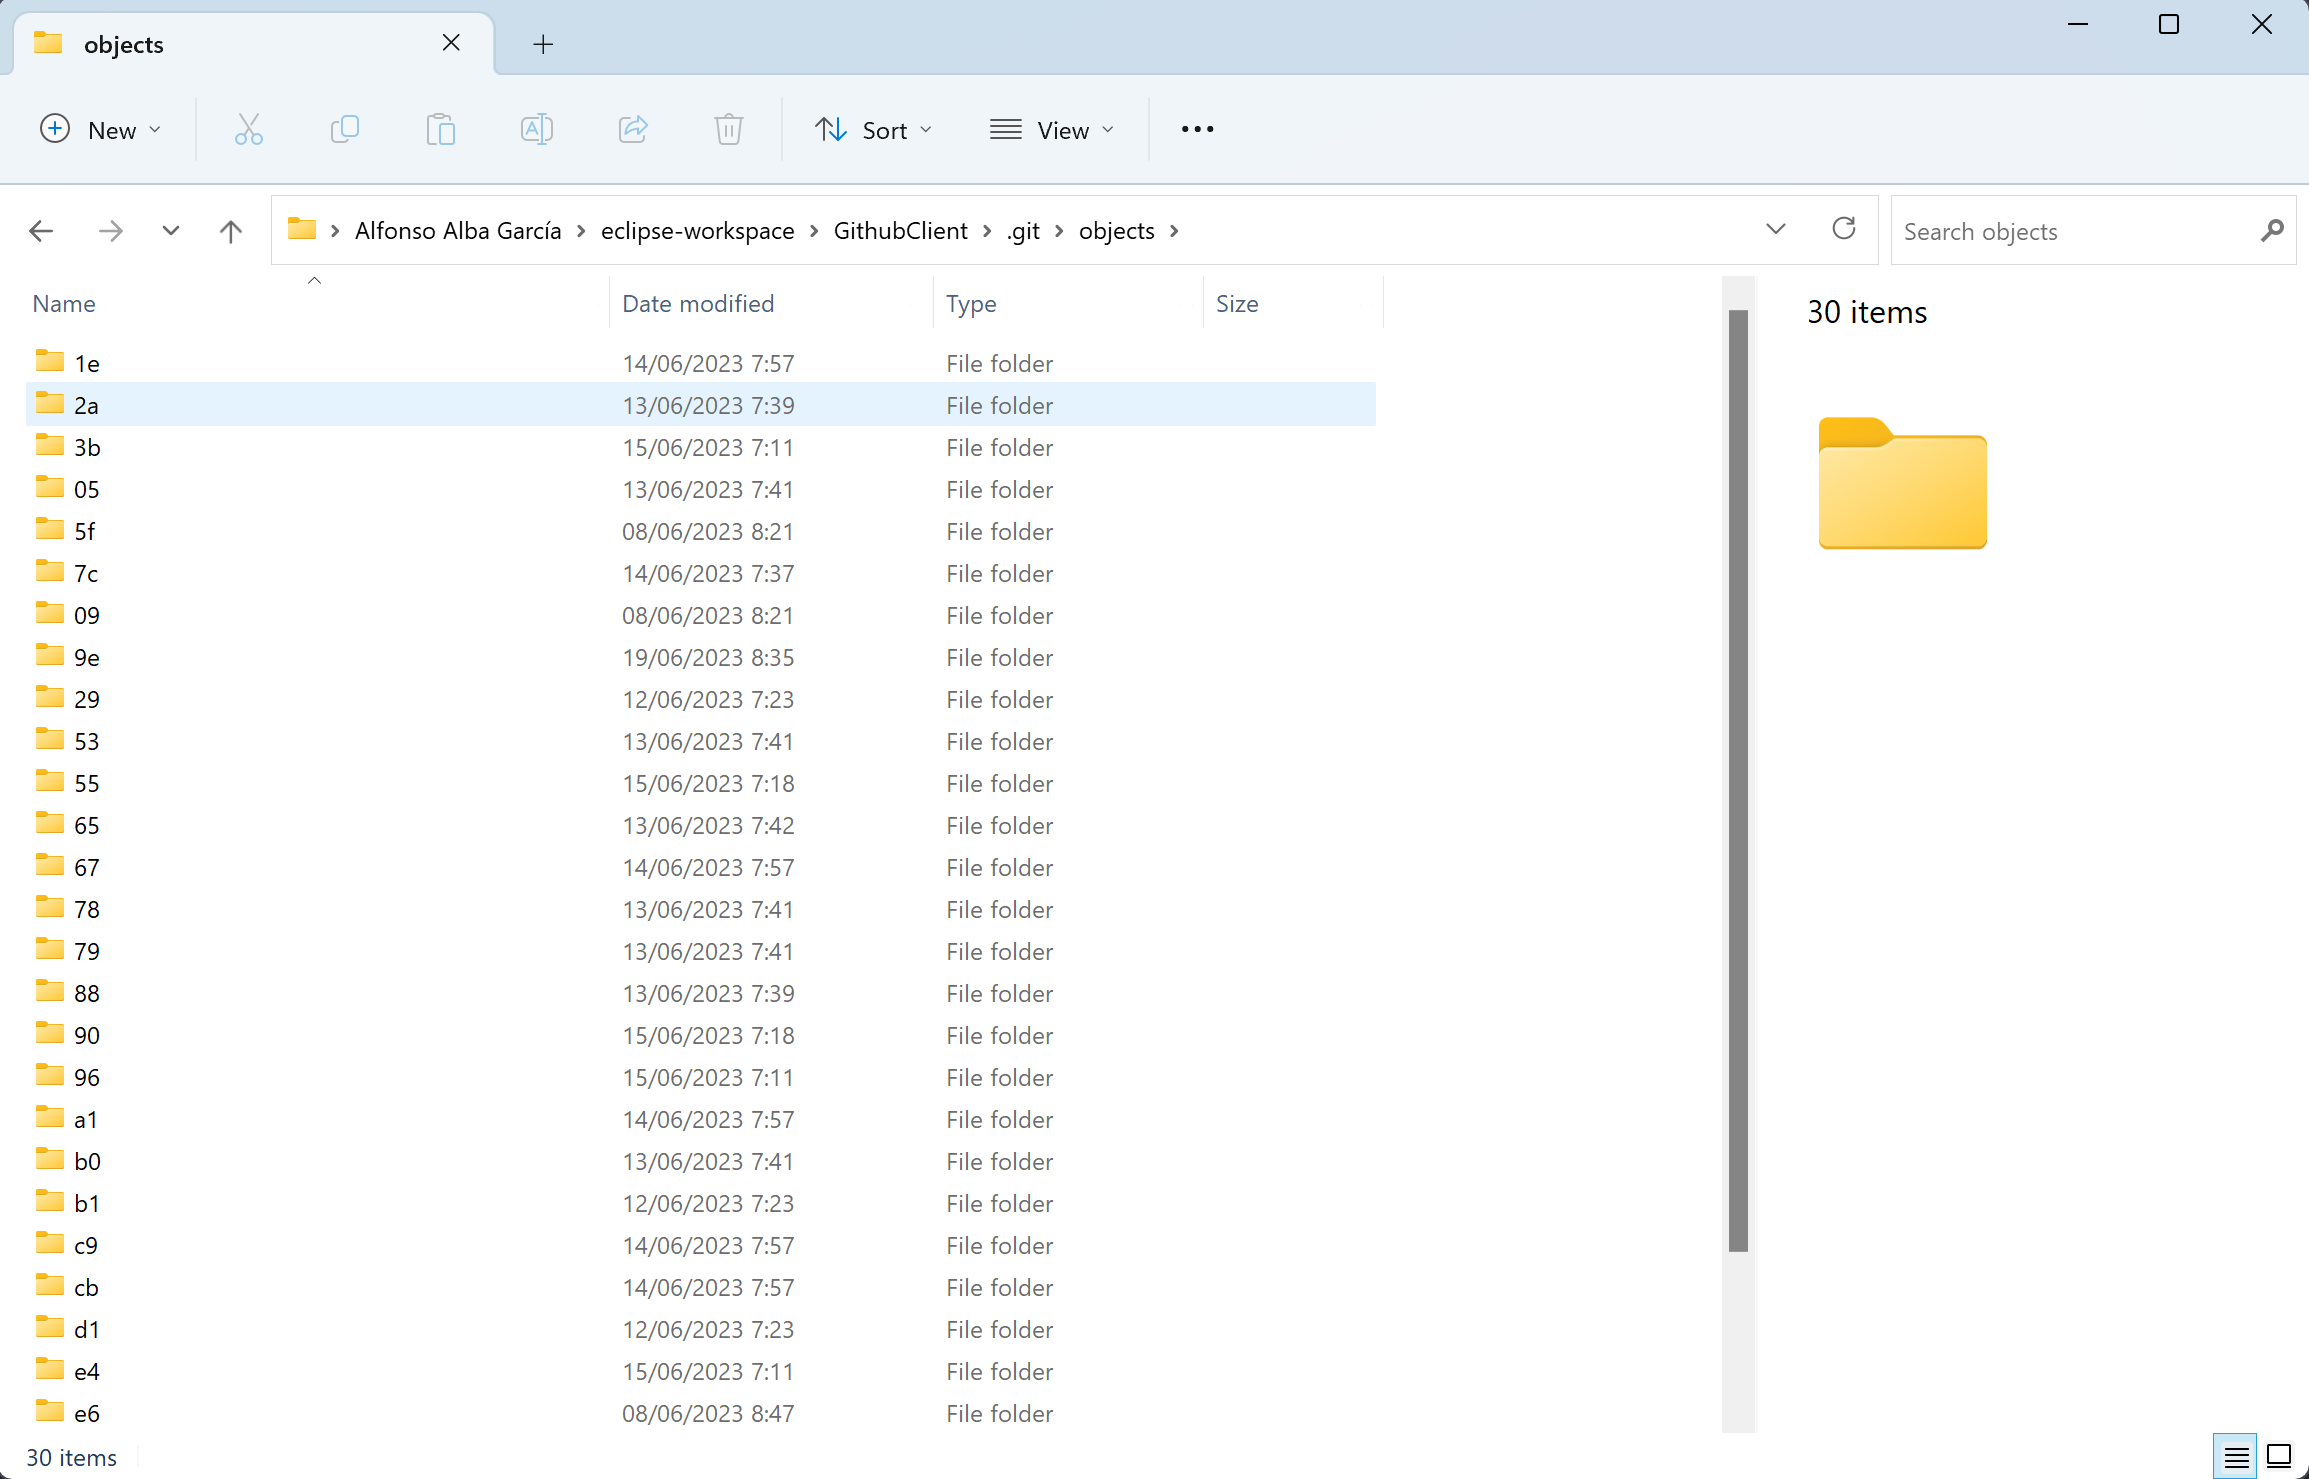 objects
New Sort View
Alfonso Alba García eclipse-workspace GithubClient .git objects Search objects
Name Date modified Type Size 30 items
1e 14/06/2023 7:57 File folder
2a 13/06/2023 7:39 File folder
3b 15/06/2023 7:11 File folder
05 13/06/2023 7:41 File folder
5f 08/06/2023 8:21 File folder
7c 14/06/2023 7:37 File folder
09 08/06/2023 8:21 File folder
9e 19/06/2023 8:35 File folder
29 12/06/2023 7:23 File folder
53 13/06/2023 7:41 File folder
55 15/06/2023 7:18 File folder
65 13/06/2023 7:42 File folder
67 14/06/2023 7:57 File folder
78 13/06/2023 7:41 File folder
79 13/06/2023 7:41 File folder
88 13/06/2023 7:39 File folder
90 15/06/2023 7:18 File folder
96 15/06/2023 7:11 File folder
a1 14/06/2023 7:57 File folder
b0 13/06/2023 7:41 File folder
b1 12/06/2023 7:23 File folder
c9 14/06/2023 7:57 File folder
cb 14/06/2023 7:57 File folder
d1 12/06/2023 7:23 File folder
e4 15/06/2023 7:11 File folder
e6 08/06/2023 8:47 File folder
30 items